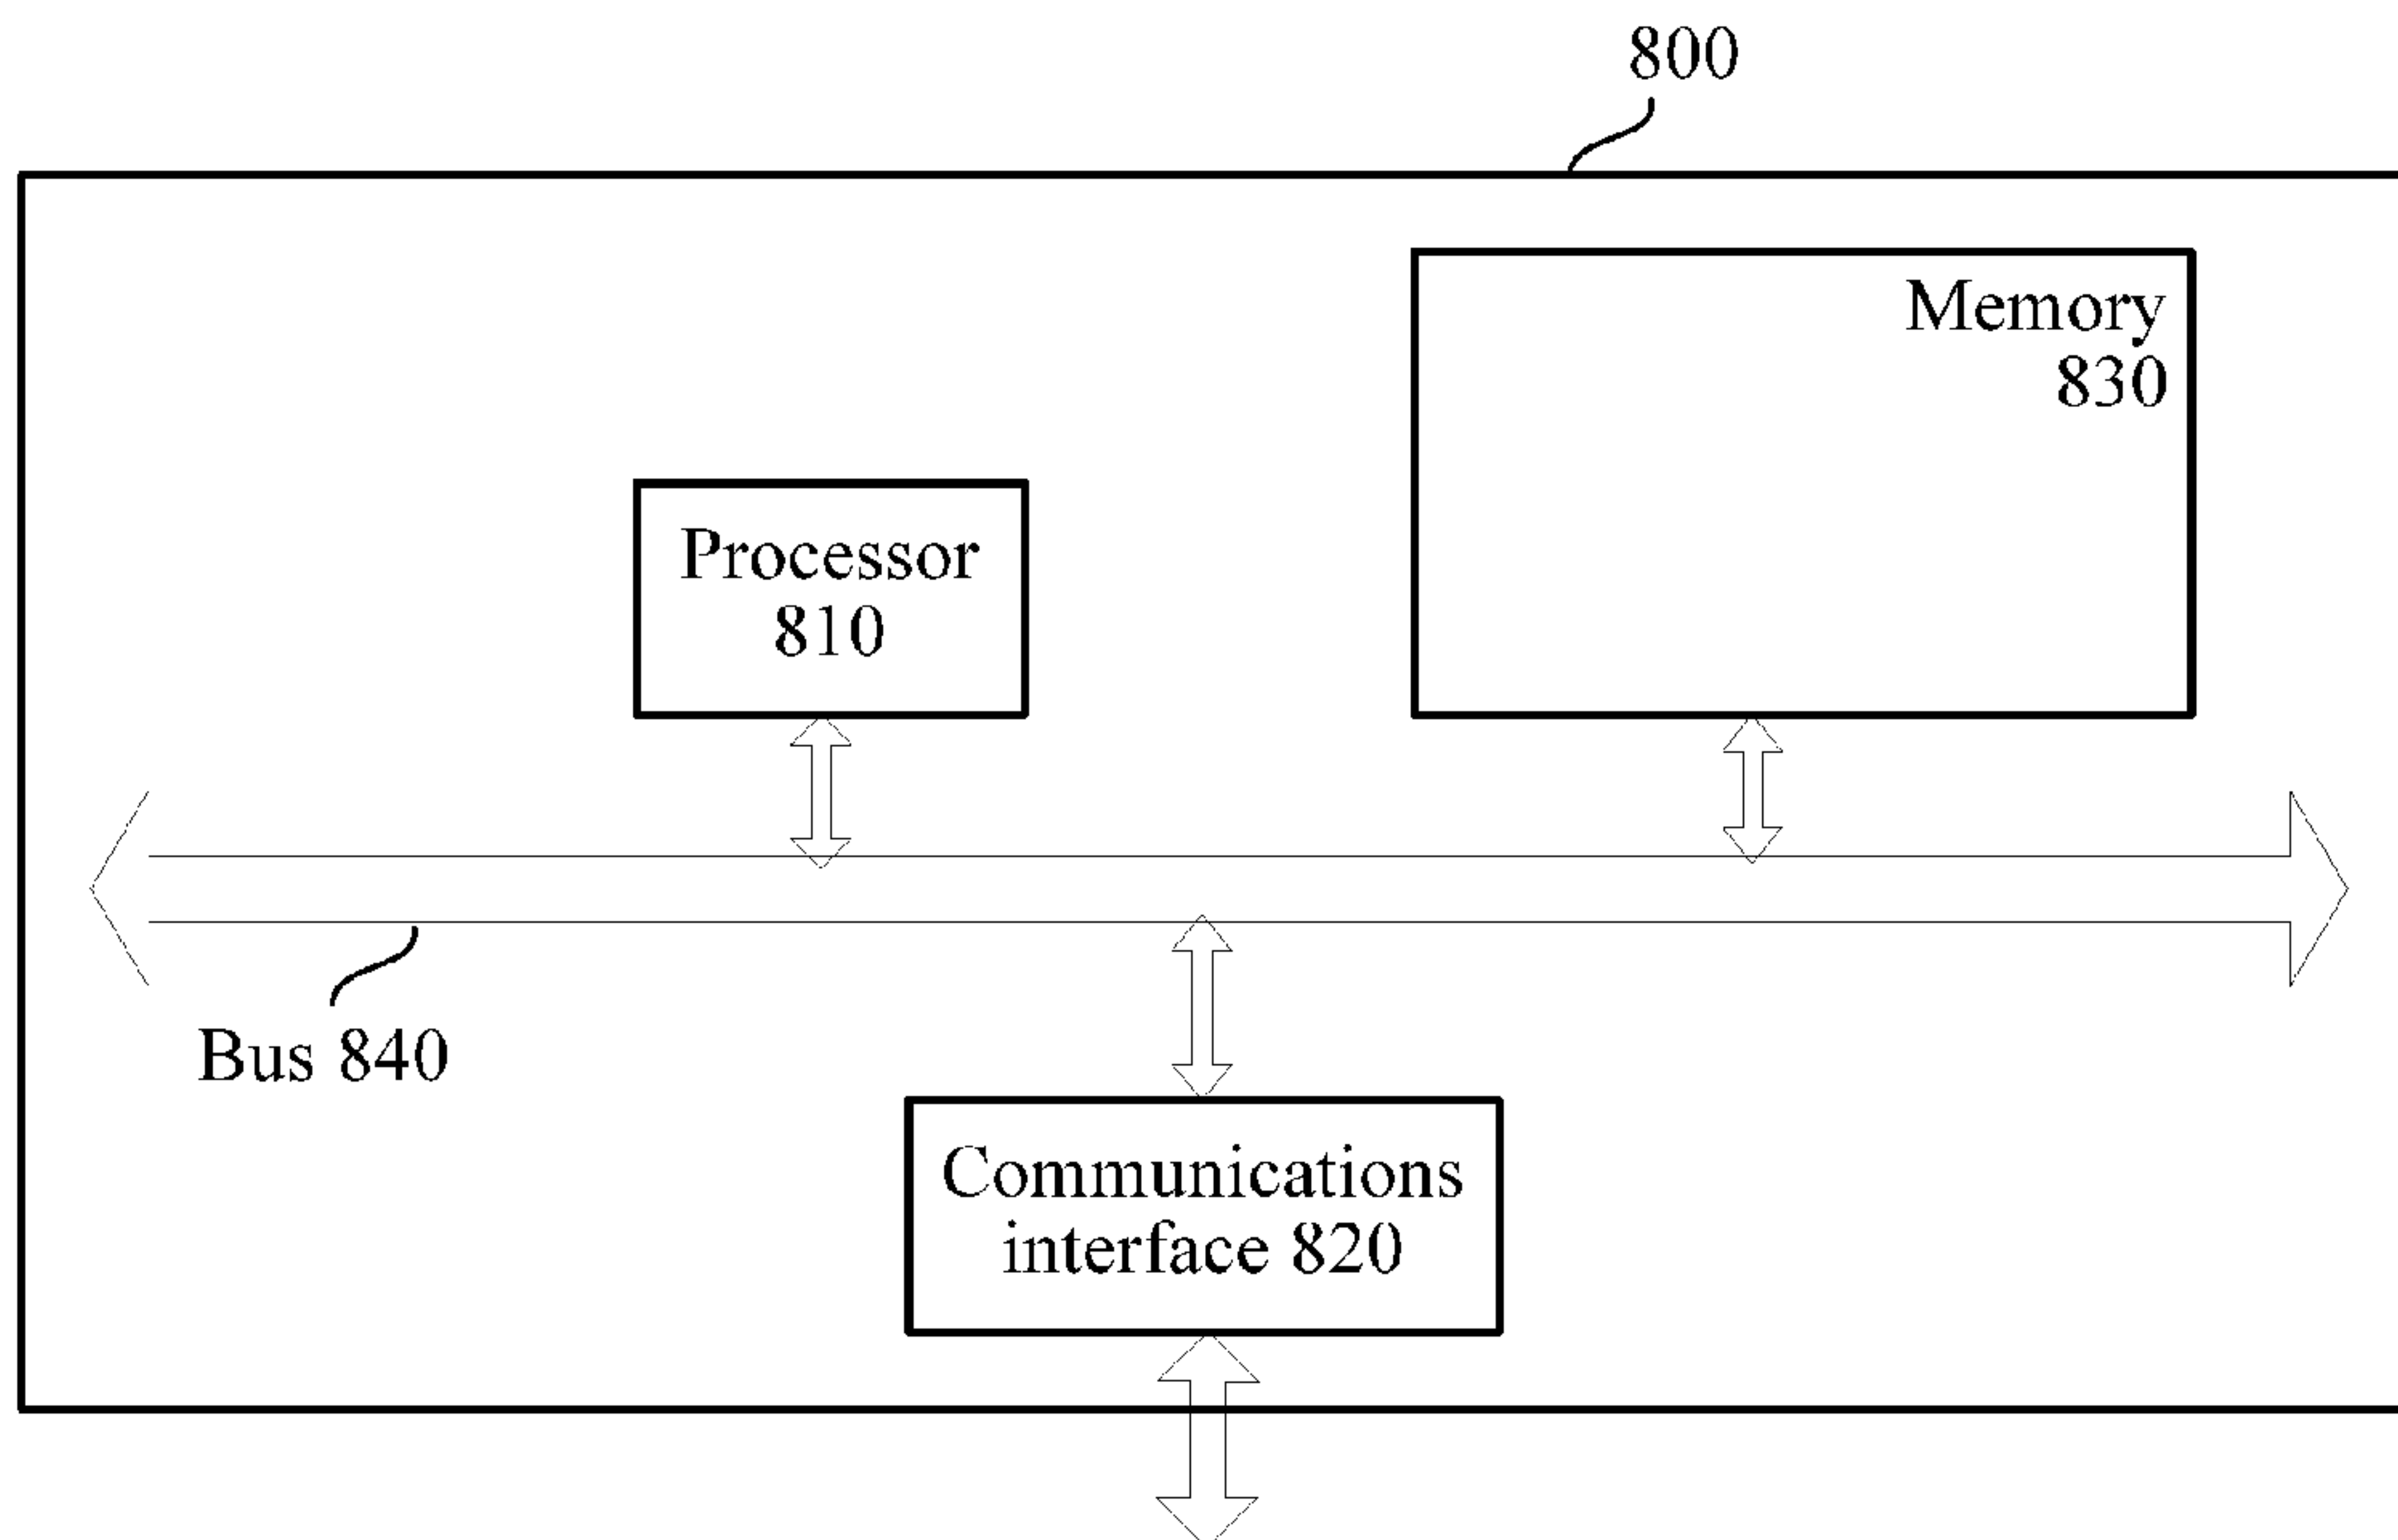 800
Memory
830
Processor
810
Bus 840
Communications
interface 820